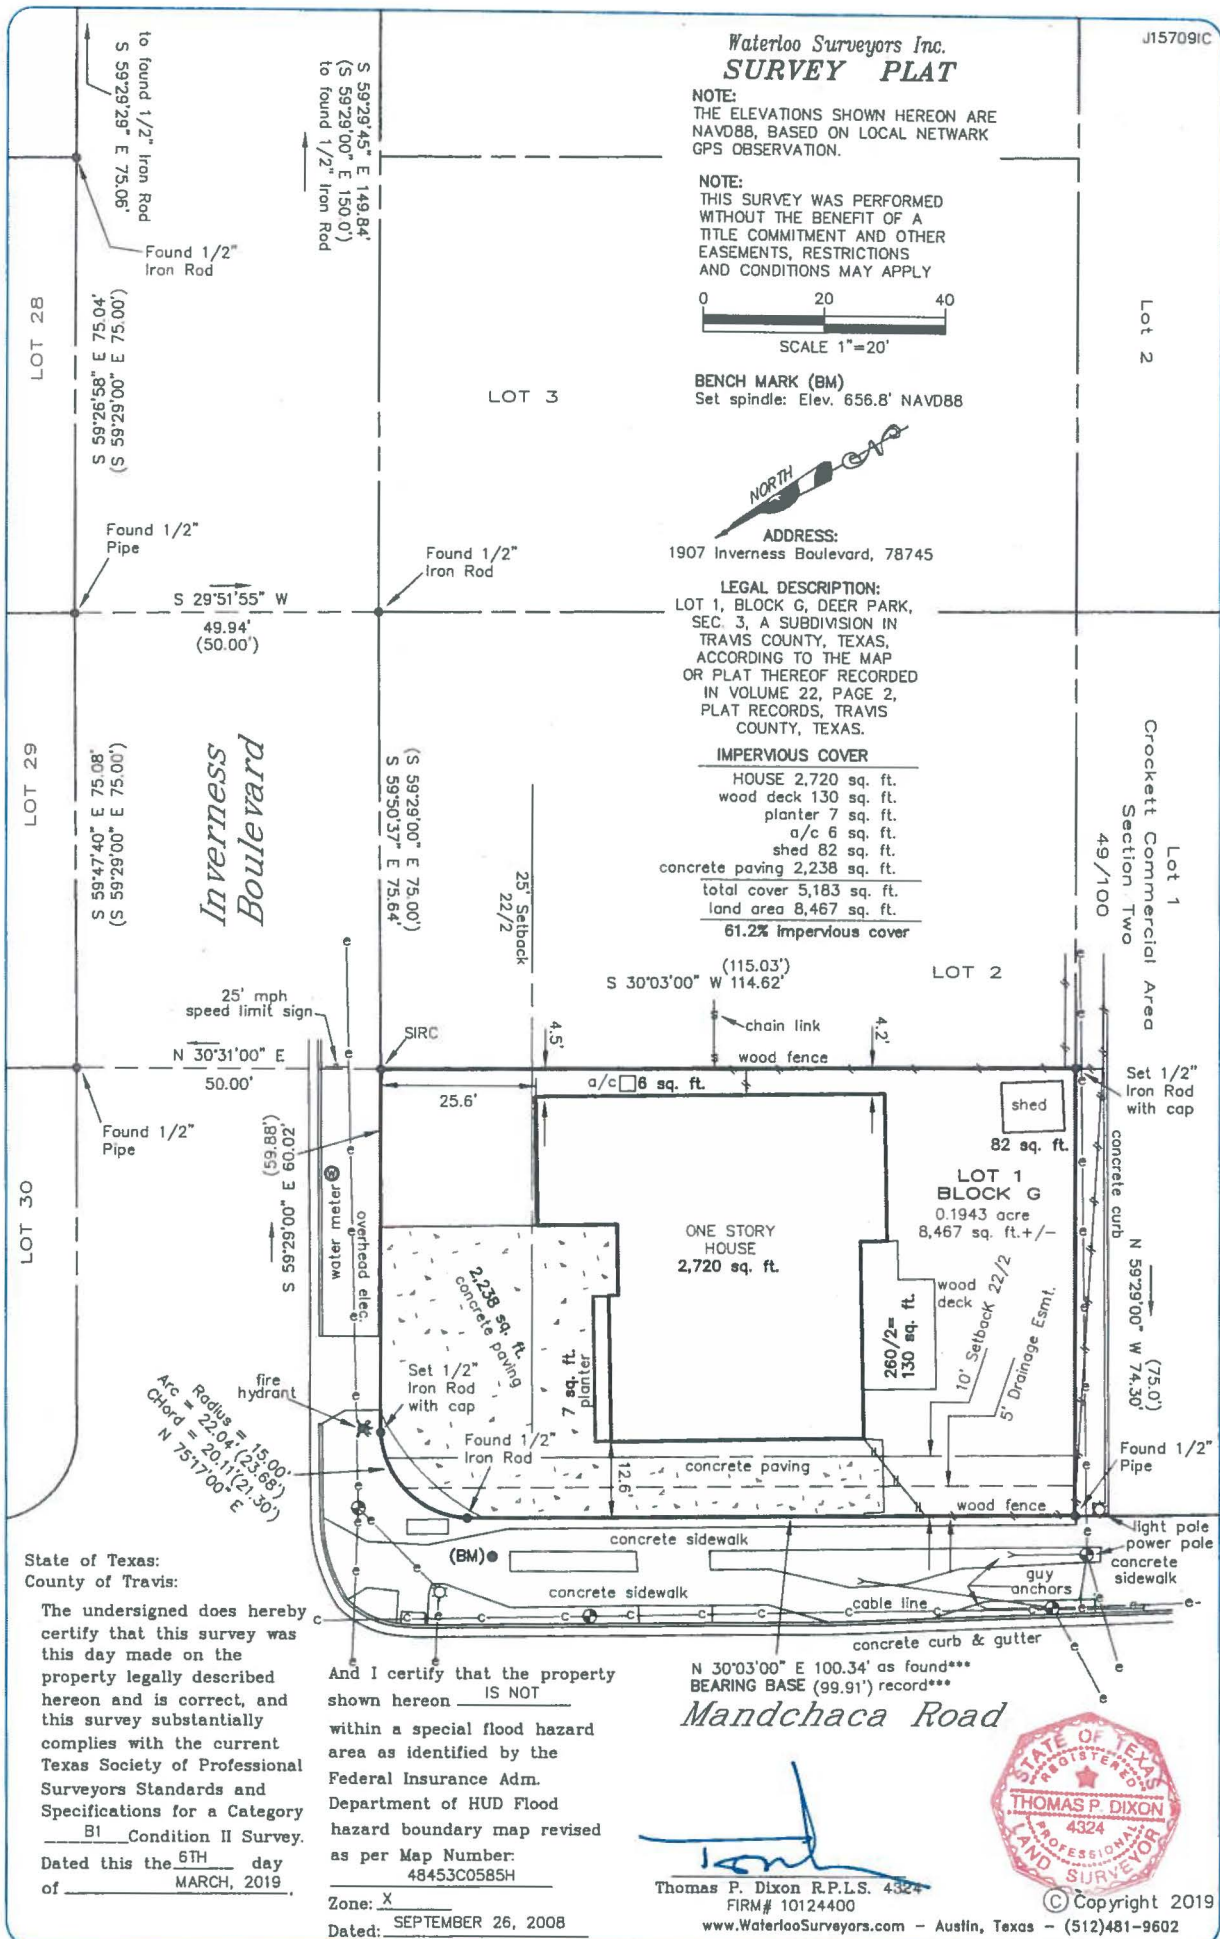 J15709IC
Waterloo Surveyors Inc.
SURVEY PLAT
NOTE:
THE ELEVATIONS SHOWN HEREON ARE
NAVD88, BASED ON LOCAL NETWARK
GPS OBSERVATION.
NOTE:
THIS SURVEY WAS PERFORMED
WITHOUT THE BENEFIT OF A
TITLE COMMITMENT AND OTHER
EASEMENTS, RESTRICTIONS
AND CONDITIONS MAY APPLY
0 20 40
SCALE 1"=20'
BENCH MARK (BM)
Set spindle: Elev. 656.8' NAVD88
NORTH
ADDRESS:
1907 Inverness Boulevard, 78745
LEGAL DESCRIPTION:
LOT 1, BLOCK G, DEER PARK,
SEC. 3, A SUBDIVISION IN
TRAVIS COUNTY, TEXAS,
ACCORDING TO THE MAP
OR PLAT THEREOF RECORDED
IN VOLUME 22, PAGE 2,
PLAT RECORDS, TRAVIS
COUNTY, TEXAS.
IMPERVIOUS COVER
HOUSE 2,720 sq. ft.
wood deck 130 sq. ft.
planter 7 sq. ft.
a/c 6 sq. ft.
shed 82 sq. ft.
concrete paving 2,238 sq. ft.
total cover 5,183 sq. ft.
land area 8,467 sq. ft.
61.2% impervious cover
S 59°29'29" E 75.06'
to found 1/2" Iron Rod
S 59°29'45" E 149.84'
(S 59°29'00" E 150.0')
to found 1/2" Iron Rod
Found 1/2"
Iron Rod
LOT 28
S 59°26'58" E 75.04'
(S 59°29'00" E 75.00')
LOT 3
Lot 2
Found 1/2"
Pipe
Found 1/2"
Iron Rod
S 29°51'55" W
49.94'
(50.00')
LOT 29
S 59°47'40" E 75.08'
(S 59°29'00" E 75.00')
Inverness
Boulevard
(S 59°29'00" E 75.00')
S 59°50'37" E 75.64'
25' Setback
22/2
Lot 1
Crockett Commercial Area
Section Two
49/100
(115.03')
S 30°03'00" W 114.62'
LOT 2
25' mph
speed limit sign
SIRC
4.5'
chain link
4.2'
wood fence
N 30°31'00" E
50.00'
25.6'
a/c 6 sq. ft.
shed
82 sq. ft.
Set 1/2"
Iron Rod
with cap
Found 1/2"
Pipe
LOT 30
(59.88')
S 59°29'00" E 60.02'
water meter
overhead elec.
concrete curb
LOT 1
BLOCK G
0.1943 acre
8,467 sq. ft.+/-
ONE STORY
HOUSE
2,720 sq. ft.
2,238 sq. ft.
concrete paving
7 sq. ft.
planter
wood
deck
260/2=
130 sq. ft.
10' Setback 22/2
5' Drainage Esmt.
(75.0')
N 59°29'00" W 74.30'
Set 1/2"
Iron Rod
with cap
fire
hydrant
Radius = 15.00'
Arc = 22.04'(23.68')
CHord = 20.11'(21.30')
N 75°17'00" E
Found 1/2"
Iron Rod
12.6'
concrete paving
Found 1/2"
Pipe
wood fence
concrete sidewalk
light pole
power pole
concrete
sidewalk
(BM)
guy
anchors
concrete sidewalk
cable line
concrete curb & gutter
N 30°03'00" E 100.34' as found***
BEARING BASE (99.91') record***
Mandchaca Road
State of Texas:
County of Travis:
The undersigned does hereby
certify that this survey was
this day made on the
property legally described
hereon and is correct, and
this survey substantially
complies with the current
Texas Society of Professional
Surveyors Standards and
Specifications for a Category
B1 Condition II Survey.
Dated this the 6TH day
of MARCH, 2019.
And I certify that the property
shown hereon IS NOT
within a special flood hazard
area as identified by the
Federal Insurance Adm.
Department of HUD Flood
hazard boundary map revised
as per Map Number:
48453C0585H
Zone: X
Dated: SEPTEMBER 26, 2008
STATE OF TEXAS
REGISTERED
THOMAS P. DIXON
4324
PROFESSIONAL
LAND SURVEYOR
Thomas P. Dixon R.P.L.S. 4324
FIRM# 10124400
© Copyright 2019
www.WaterlooSurveyors.com - Austin, Texas - (512)481-9602